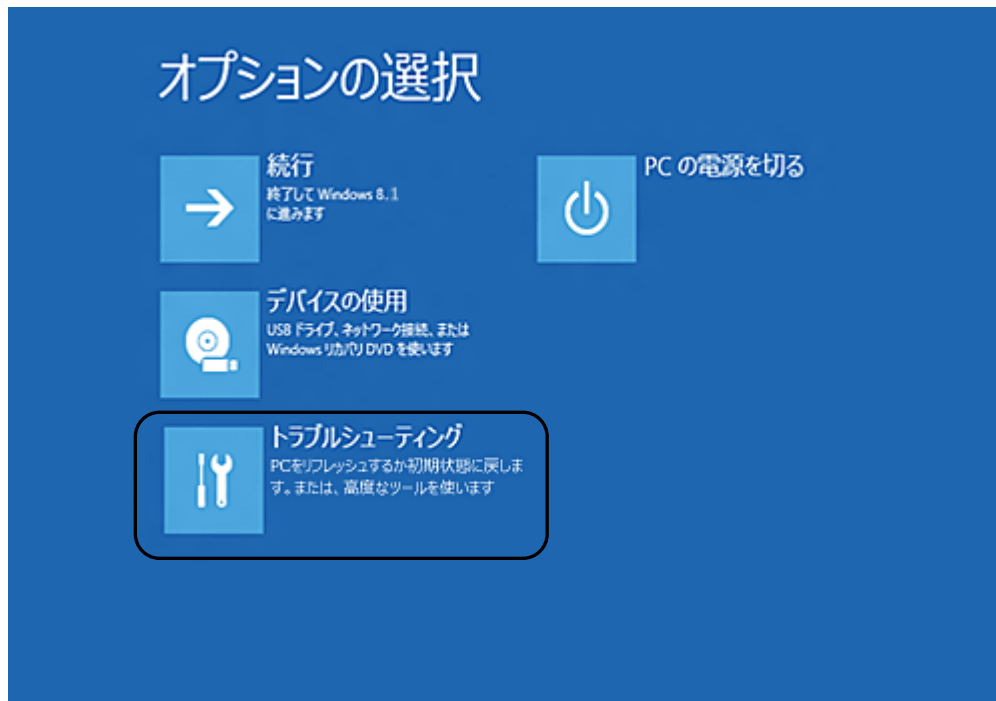 オプションの選択
続行
終了して Windows 8.1
に進みます
PC の電源を切る
デバイスの使用
USB ドライブ、ネットワーク接続、または
Windows リカバリ DVD を使います
トラブルシューティング
PCをリフレッシュするか初期状態に戻しま
す。または、高度なツールを使います